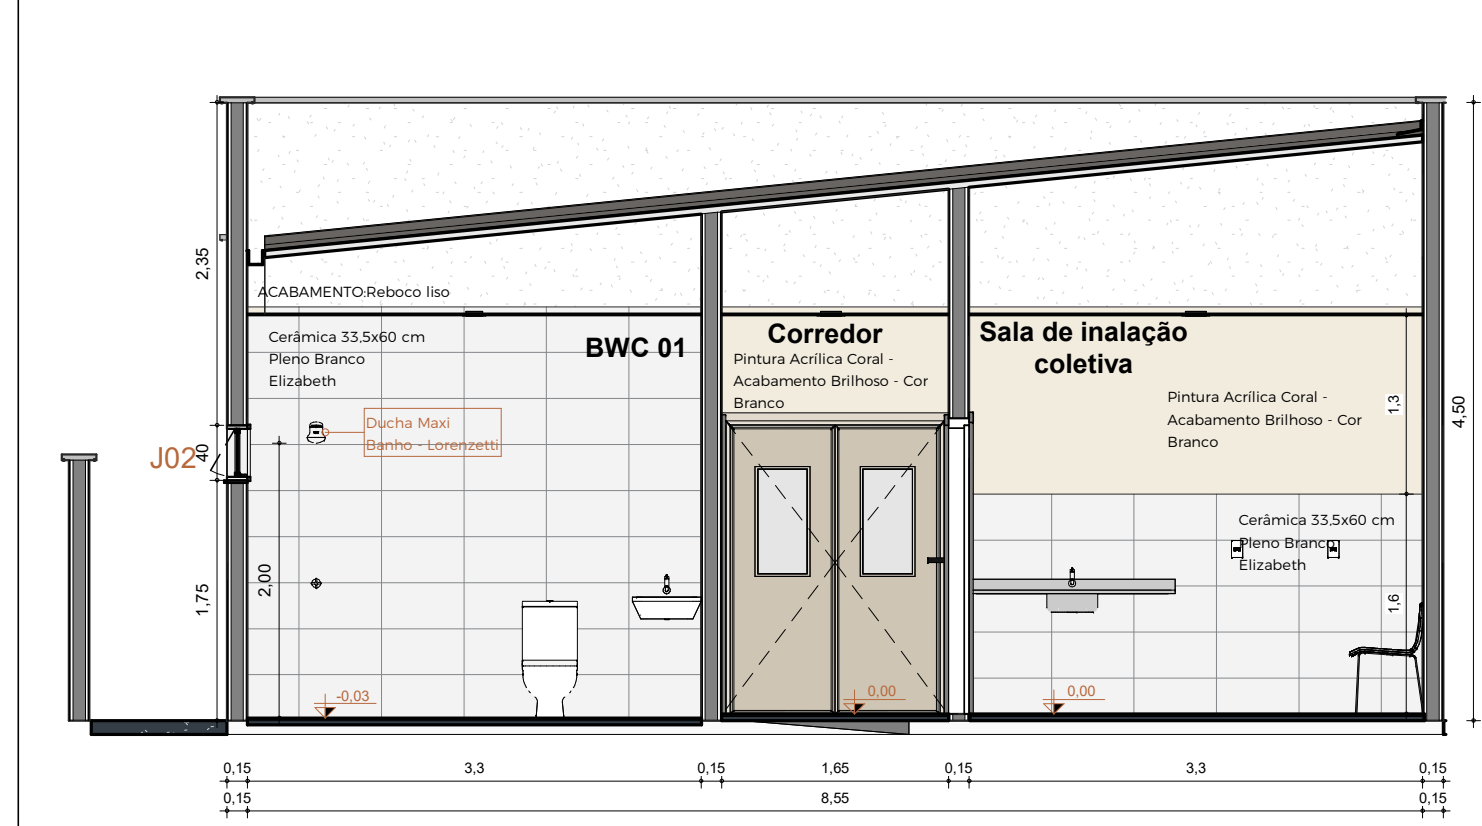 2,35
ACABAMENTO:Reboco liso
Cerâmica 33,5x60 cm
Pleno Branco
Elizabeth
BWC 01
Corredor
Pintura Acrílica Coral -
Acabamento Brilhoso - Cor
Branco
Sala de inalação
coletiva
Pintura Acrílica Coral -
Acabamento Brilhoso - Cor
Branco
1,3
4,50
Ducha Maxi
Banho - Lorenzetti
J02
40
Cerâmica 33,5x60 cm
Pleno Branco
Elizabeth
2,00
1,75
1,6
-0,03
0,00
0,00
0,15 3,3 0,15 1,65 0,15 3,3 0,15
0,15 8,55 0,15